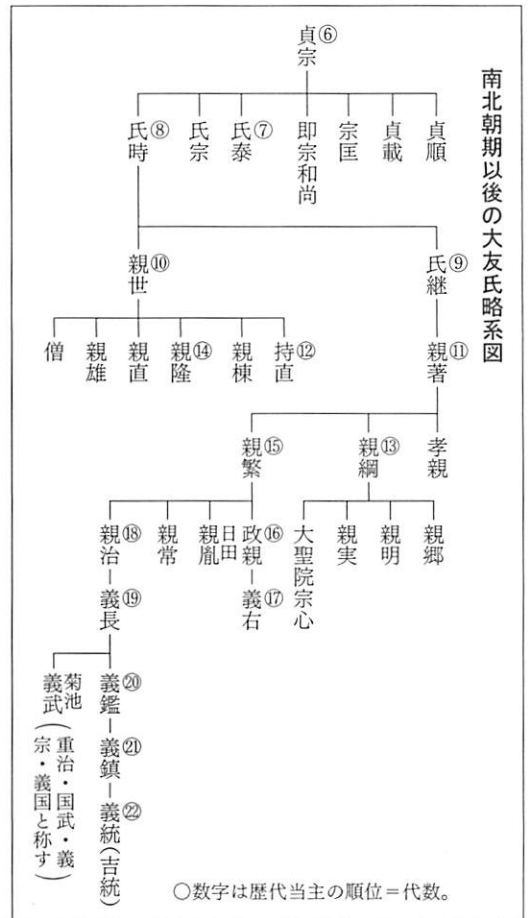 南北朝期以後の大友氏略系図
貞宗⑥
貞順
貞載
宗匡
即宗和尚
氏泰⑦
氏宗
氏時⑧
氏継⑨
親世⑩
親著⑪
持直⑫
親棟
親隆⑭
親直
親雄
僧
孝親
親綱⑬
親繁⑮
親郷
親明
親実
大聖院宗心
政親⑯
義右⑰
日田
親胤
親常
親治⑱
義長⑲
義鑑⑳
義鎮㉑
義統(吉統)㉒
菊池
義武(重治・国武・義
宗・義国と称す)
○数字は歴代当主の順位=代数。